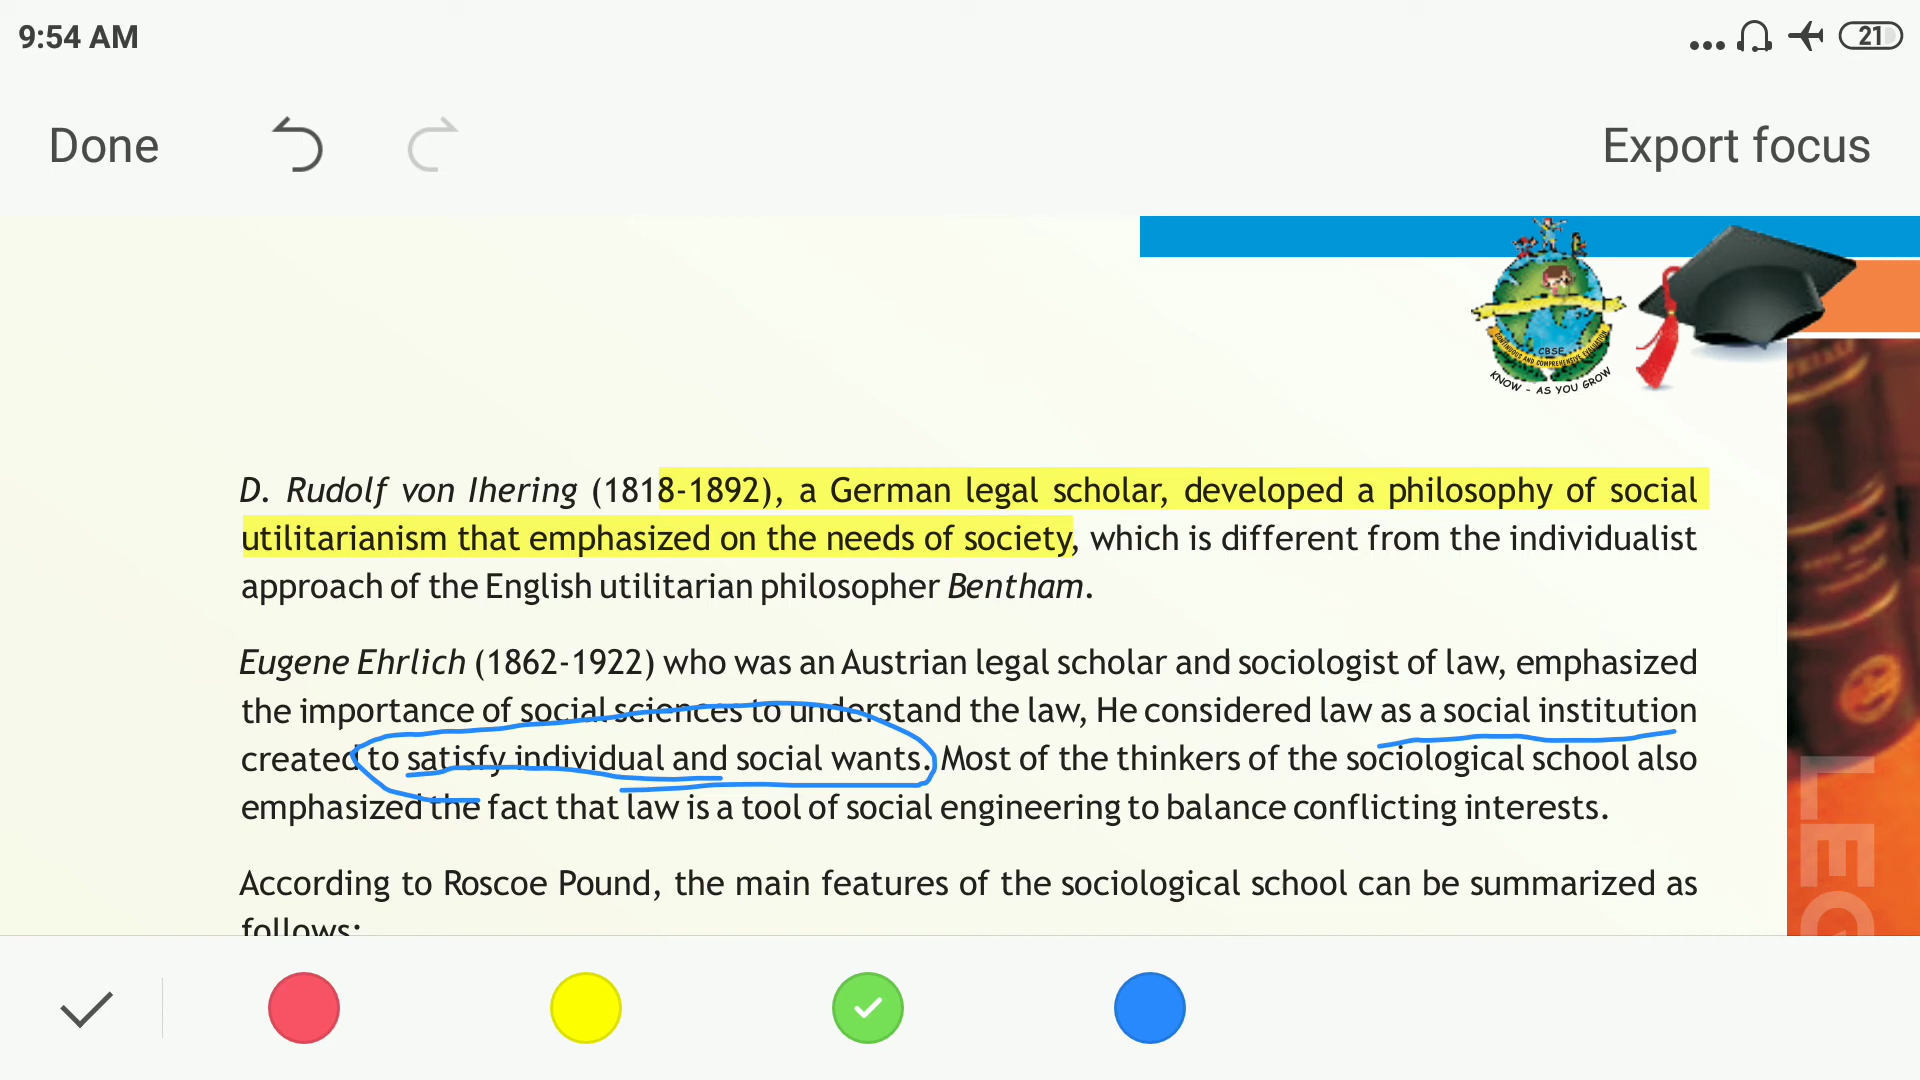 9:54 AM
21
Done
Export focus
CONTINUOUS AND COMPREHENSIVE EVALUATION
CBSE
KNOW - AS YOU GROW
D. Rudolf von Ihering (1818-1892), a German legal scholar, developed a philosophy of social
utilitarianism that emphasized on the needs of society, which is different from the individualist
approach of the English utilitarian philosopher Bentham.
Eugene Ehrlich (1862-1922) who was an Austrian legal scholar and sociologist of law, emphasized
the importance of social sciences to understand the law, He considered law as a social institution
created to satisfy individual and social wants. Most of the thinkers of the sociological school also
emphasized the fact that law is a tool of social engineering to balance conflicting interests.
According to Roscoe Pound, the main features of the sociological school can be summarized as
follows:
LEG